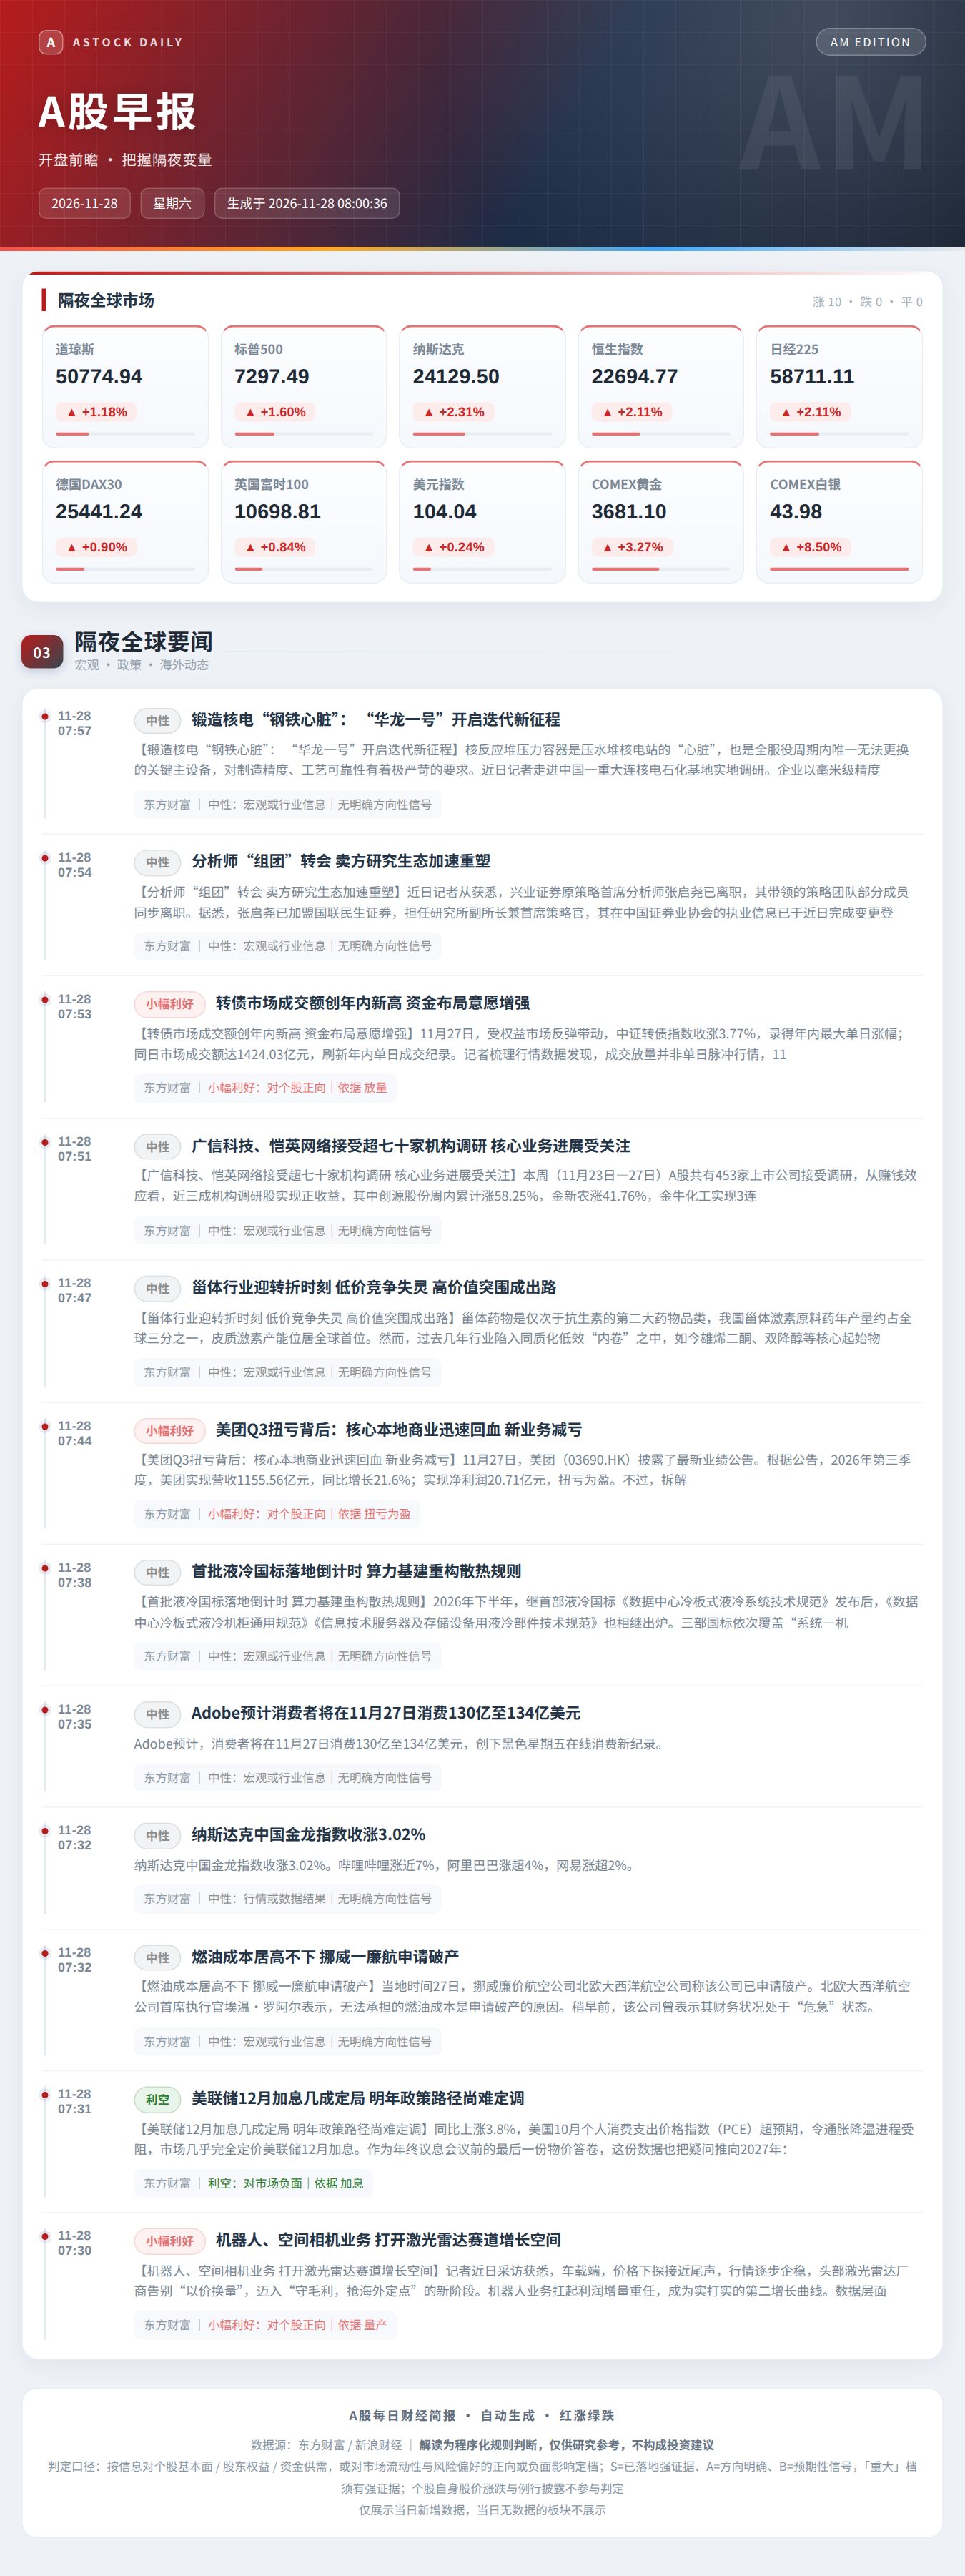 A ASTOCK DAILY
AM EDITION
AM
A股早报
开盘前瞻 · 把握隔夜变量
2026-11-28 星期六 生成于 2026-11-28 08:00:36
隔夜全球市场
涨 10 · 跌 0 · 平 0
道琼斯
50774.94
▲ +1.18%
标普500
7297.49
▲ +1.60%
纳斯达克
24129.50
▲ +2.31%
恒生指数
22694.77
▲ +2.11%
日经225
58711.11
▲ +2.11%
德国DAX30
25441.24
▲ +0.90%
英国富时100
10698.81
▲ +0.84%
美元指数
104.04
▲ +0.24%
COMEX黄金
3681.10
▲ +3.27%
COMEX白银
43.98
▲ +8.50%
03 隔夜全球要闻
宏观 · 政策 · 海外动态
11-28
07:57
中性 锻造核电“钢铁心脏”： “华龙一号”开启迭代新征程
【锻造核电“钢铁心脏”： “华龙一号”开启迭代新征程】核反应堆压力容器是压水堆核电站的“心脏”，也是全服役周期内唯一无法更换
的关键主设备，对制造精度、工艺可靠性有着极严苛的要求。近日记者走进中国一重大连核电石化基地实地调研。企业以毫米级精度
东方财富 | 中性：宏观或行业信息｜无明确方向性信号
11-28
07:54
中性 分析师“组团”转会 卖方研究生态加速重塑
【分析师“组团”转会 卖方研究生态加速重塑】近日记者从获悉，兴业证券原策略首席分析师张启尧已离职，其带领的策略团队部分成员
同步离职。据悉，张启尧已加盟国联民生证券，担任研究所副所长兼首席策略官，其在中国证券业协会的执业信息已于近日完成变更登
东方财富 | 中性：宏观或行业信息｜无明确方向性信号
11-28
07:53
小幅利好 转债市场成交额创年内新高 资金布局意愿增强
【转债市场成交额创年内新高 资金布局意愿增强】11月27日，受权益市场反弹带动，中证转债指数收涨3.77%，录得年内最大单日涨幅；
同日市场成交额达1424.03亿元，刷新年内单日成交纪录。记者梳理行情数据发现，成交放量并非单日脉冲行情，11
东方财富 | 小幅利好：对个股正向｜依据 放量
11-28
07:51
中性 广信科技、恺英网络接受超七十家机构调研 核心业务进展受关注
【广信科技、恺英网络接受超七十家机构调研 核心业务进展受关注】本周（11月23日—27日）A股共有453家上市公司接受调研，从赚钱效
应看，近三成机构调研股实现正收益，其中创源股份周内累计涨58.25%，金新农涨41.76%，金牛化工实现3连
东方财富 | 中性：宏观或行业信息｜无明确方向性信号
11-28
07:47
中性 甾体行业迎转折时刻 低价竞争失灵 高价值突围成出路
【甾体行业迎转折时刻 低价竞争失灵 高价值突围成出路】甾体药物是仅次于抗生素的第二大药物品类，我国甾体激素原料药年产量约占全
球三分之一，皮质激素产能位居全球首位。然而，过去几年行业陷入同质化低效“内卷”之中，如今雄烯二酮、双降醇等核心起始物
东方财富 | 中性：宏观或行业信息｜无明确方向性信号
11-28
07:44
小幅利好 美团Q3扭亏背后：核心本地商业迅速回血 新业务减亏
【美团Q3扭亏背后：核心本地商业迅速回血 新业务减亏】11月27日，美团（03690.HK）披露了最新业绩公告。根据公告，2026年第三季
度，美团实现营收1155.56亿元，同比增长21.6%；实现净利润20.71亿元，扭亏为盈。不过，拆解
东方财富 | 小幅利好：对个股正向｜依据 扭亏为盈
11-28
07:38
中性 首批液冷国标落地倒计时 算力基建重构散热规则
【首批液冷国标落地倒计时 算力基建重构散热规则】2026年下半年，继首部液冷国标《数据中心冷板式液冷系统技术规范》发布后，《数据
中心冷板式液冷机柜通用规范》《信息技术服务器及存储设备用液冷部件技术规范》也相继出炉。三部国标依次覆盖“系统—机
东方财富 | 中性：宏观或行业信息｜无明确方向性信号
11-28
07:35
中性 Adobe预计消费者将在11月27日消费130亿至134亿美元
Adobe预计，消费者将在11月27日消费130亿至134亿美元，创下黑色星期五在线消费新纪录。
东方财富 | 中性：宏观或行业信息｜无明确方向性信号
11-28
07:32
中性 纳斯达克中国金龙指数收涨3.02%
纳斯达克中国金龙指数收涨3.02%。哔哩哔哩涨近7%，阿里巴巴涨超4%，网易涨超2%。
东方财富 | 中性：行情或数据结果｜无明确方向性信号
11-28
07:32
中性 燃油成本居高不下 挪威一廉航申请破产
【燃油成本居高不下 挪威一廉航申请破产】当地时间27日，挪威廉价航空公司北欧大西洋航空公司称该公司已申请破产。北欧大西洋航空
公司首席执行官埃温·罗阿尔表示，无法承担的燃油成本是申请破产的原因。稍早前，该公司曾表示其财务状况处于“危急”状态。
东方财富 | 中性：宏观或行业信息｜无明确方向性信号
11-28
07:31
利空 美联储12月加息几成定局 明年政策路径尚难定调
【美联储12月加息几成定局 明年政策路径尚难定调】同比上涨3.8%，美国10月个人消费支出价格指数（PCE）超预期，令通胀降温进程受
阻，市场几乎完全定价美联储12月加息。作为年终议息会议前的最后一份物价答卷，这份数据也把疑问推向2027年：
东方财富 | 利空：对市场负面｜依据 加息
11-28
07:30
小幅利好 机器人、空间相机业务 打开激光雷达赛道增长空间
【机器人、空间相机业务 打开激光雷达赛道增长空间】记者近日采访获悉，车载端，价格下探接近尾声，行情逐步企稳，头部激光雷达厂
商告别“以价换量”，迈入“守毛利，抢海外定点”的新阶段。机器人业务扛起利润增量重任，成为实打实的第二增长曲线。数据层面
东方财富 | 小幅利好：对个股正向｜依据 量产
A股每日财经简报 · 自动生成 · 红涨绿跌
数据源：东方财富 / 新浪财经 | 解读为程序化规则判断，仅供研究参考，不构成投资建议
判定口径：按信息对个股基本面 / 股东权益 / 资金供需，或对市场流动性与风险偏好的正向或负面影响定档；S=已落地强证据、A=方向明确、B=预期性信号，「重大」档
须有强证据；个股自身股价涨跌与例行披露不参与判定
仅展示当日新增数据，当日无数据的板块不展示